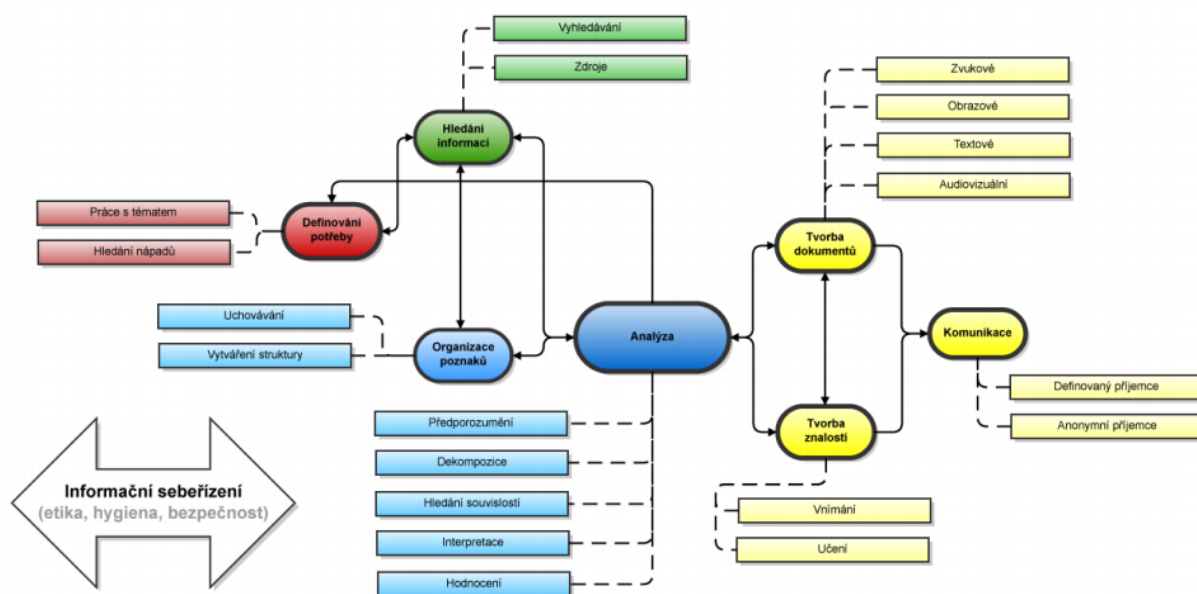 Vyhledávání
Zdroje
Hledání
informací
Práce s tématem
Hledání nápadů
Definování
potřeby
Uchovávání
Vytváření struktury
Organizace
poznaků
Analýza
Předporozumění
Dekompozice
Hledání souvislostí
Interpretace
Hodnocení
Zvukové
Obrazové
Textové
Audiovizuální
Tvorba
dokumentů
Tvorba
znalostí
Vnímání
Učení
Komunikace
Definovaný příjemce
Anonymní příjemce
Informační sebeřízení
(etika, hygiena, bezpečnost)